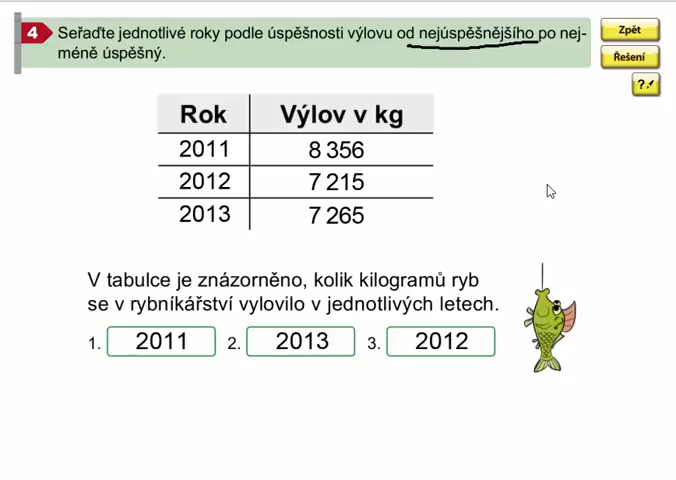 4 Seřaďte jednotlivé roky podle úspěšnosti výlovu od nejúspěšnějšího po nej-
méně úspěšný.
Zpět
Řešení
?
Rok Výlov v kg
2011 8 356
2012 7 215
2013 7 265
V tabulce je znázorněno, kolik kilogramů ryb
se v rybníkářství vylovilo v jednotlivých letech.
1. 2011 2. 2013 3. 2012